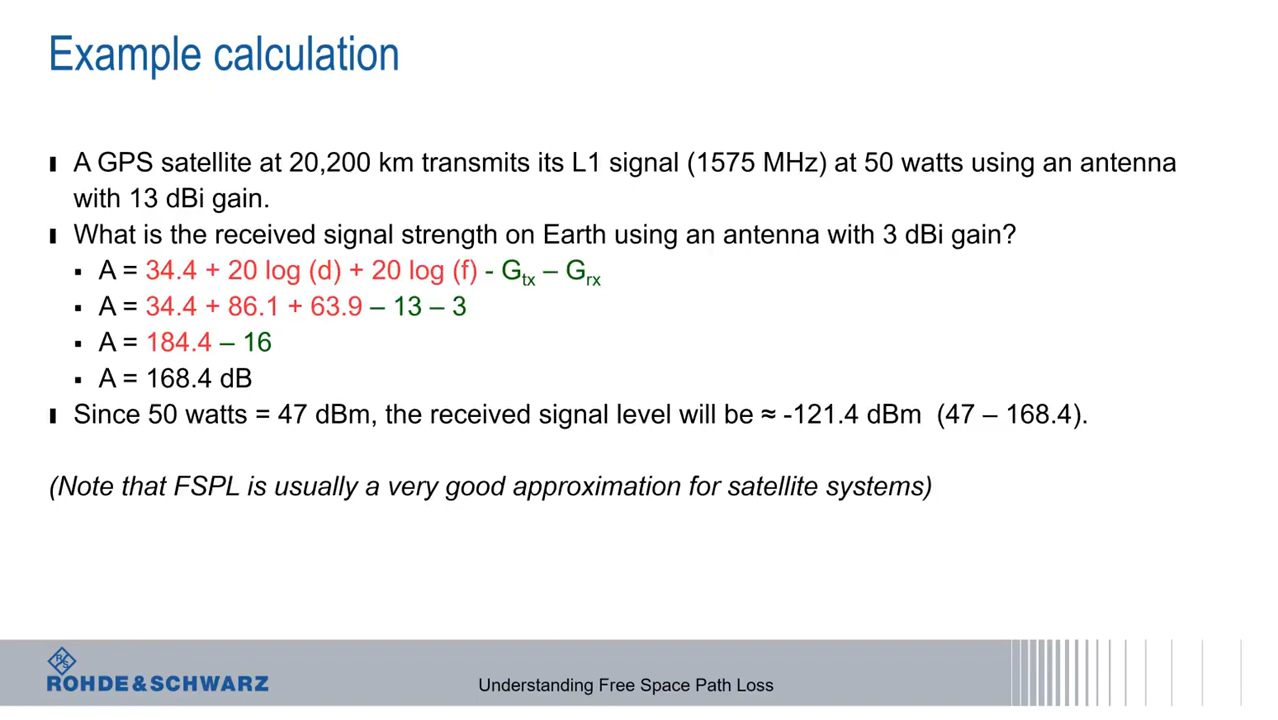 Example calculation
A GPS satellite at 20,200 km transmits its L1 signal (1575 MHz) at 50 watts using an antenna
with 13 dBi gain.
What is the received signal strength on Earth using an antenna with 3 dBi gain?
▪ A = 34.4 + 20 log (d) + 20 log (f) - Gtx – Grx
▪ A = 34.4 + 86.1 + 63.9 – 13 – 3
▪ A = 184.4 – 16
▪ A = 168.4 dB
Since 50 watts = 47 dBm, the received signal level will be ≈ -121.4 dBm (47 – 168.4).
(Note that FSPL is usually a very good approximation for satellite systems)
R S
ROHDE & SCHWARZ
Understanding Free Space Path Loss